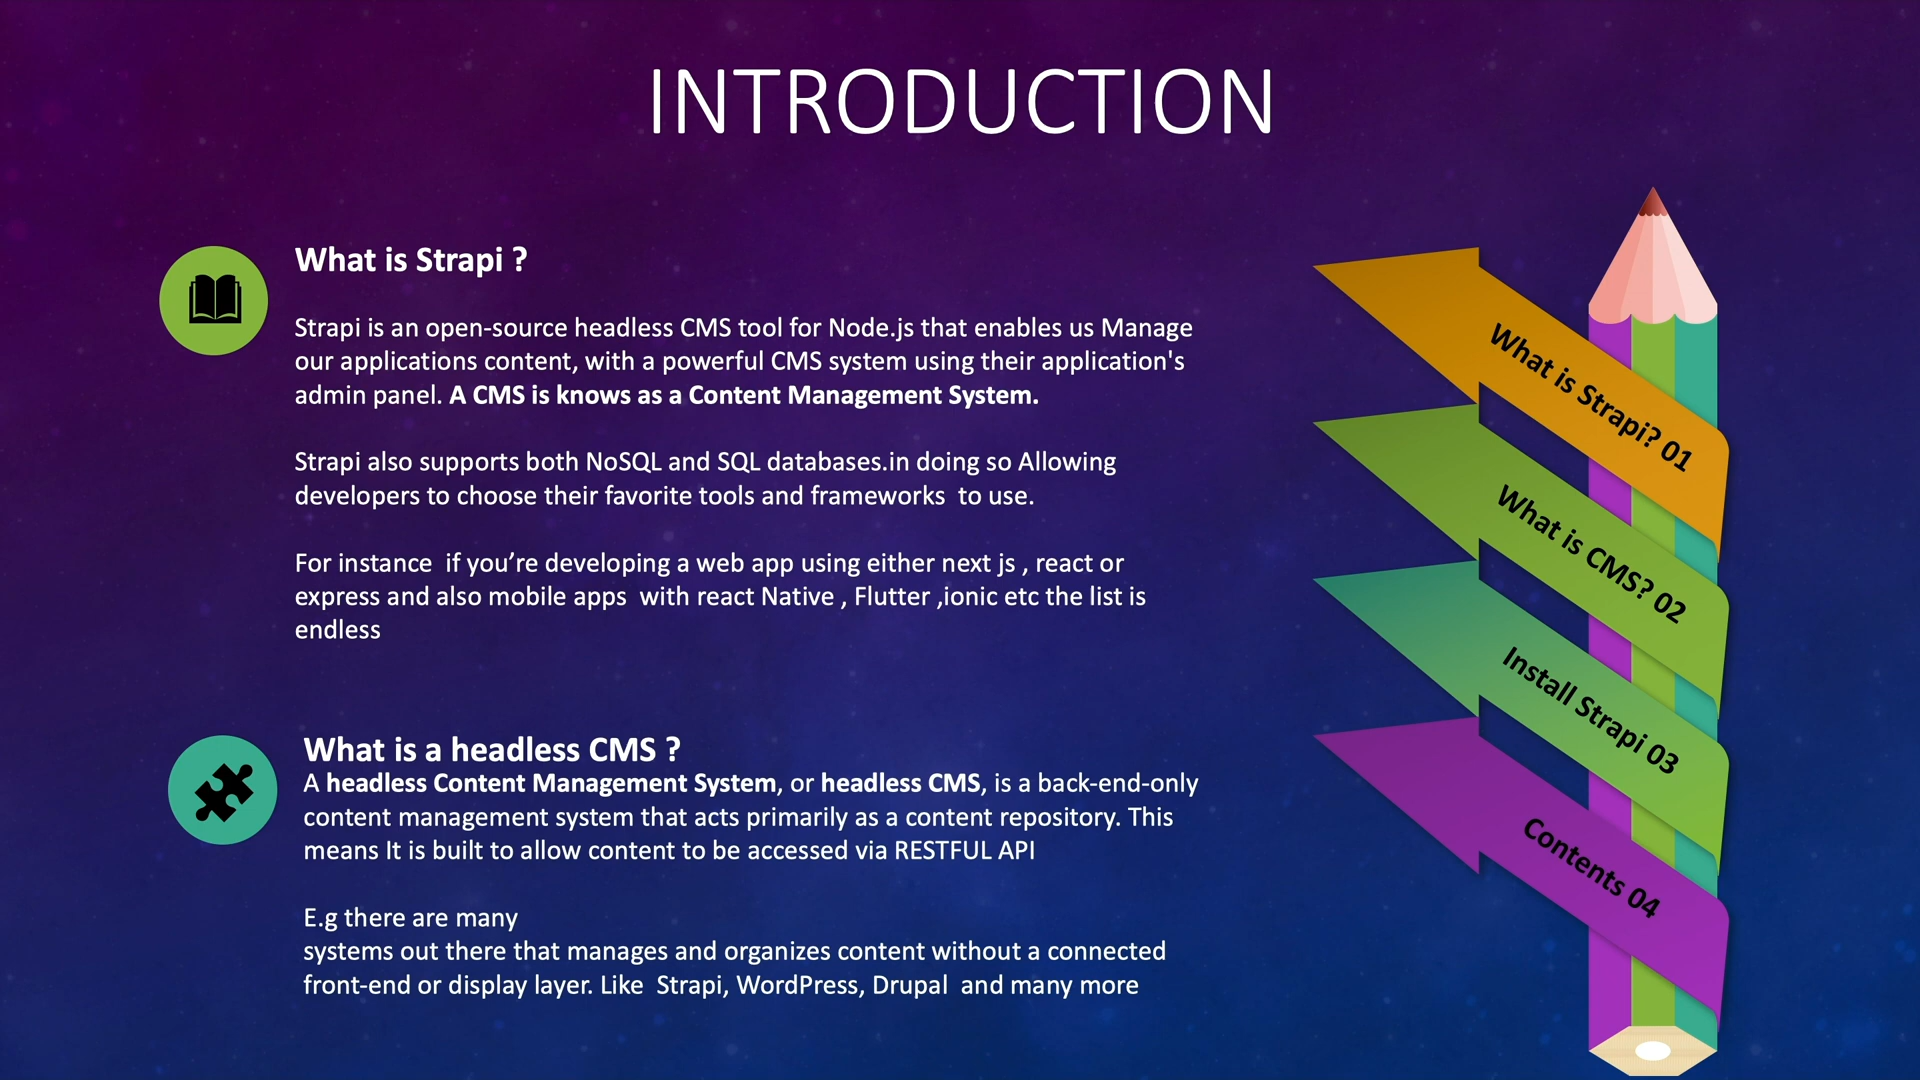 INTRODUCTION
What is Strapi ?
Strapi is an open-source headless CMS tool for Node.js that enables us Manage
our applications content, with a powerful CMS system using their application's
admin panel. A CMS is knows as a Content Management System.
Strapi also supports both NoSQL and SQL databases.in doing so Allowing
developers to choose their favorite tools and frameworks  to use.
For instance  if you’re developing a web app using either next js , react or
express and also mobile apps  with react Native , Flutter ,ionic etc the list is
endless
What is a headless CMS ?
A headless Content Management System, or headless CMS, is a back-end-only
content management system that acts primarily as a content repository. This
means It is built to allow content to be accessed via RESTFUL API
E.g there are many
systems out there that manages and organizes content without a connected
front-end or display layer. Like  Strapi, WordPress, Drupal  and many more
What is Strapi? 01
What is CMS? 02
Install Strapi 03
Contents 04